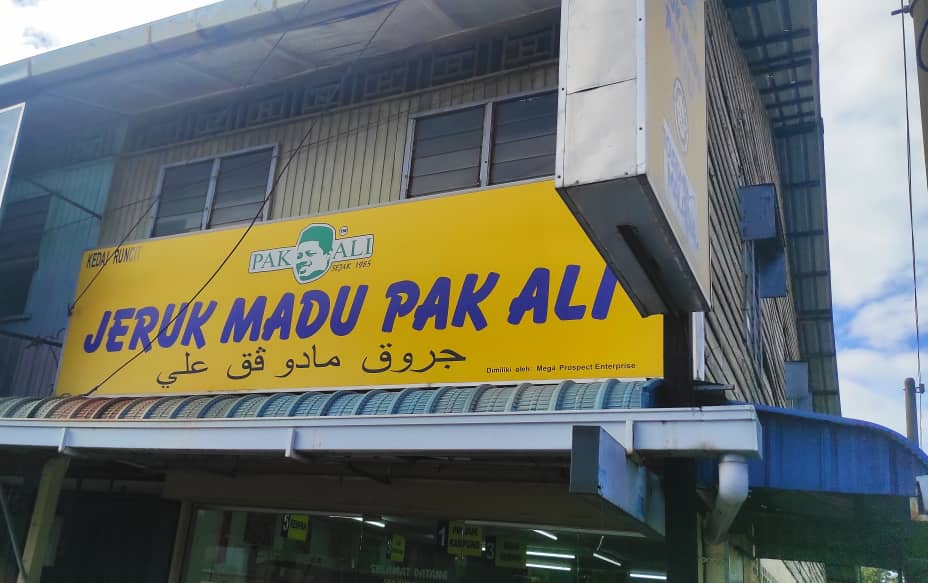 KEDAI RUNCIT
PAK ALI
TM
SEJAK 1985
JERUK MADU PAK ALI
جروق مادو ڤق علي
Dimiliki oleh: Mega Prospect Enterprise
SELAMAT DATANG